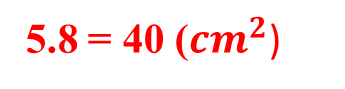 5.8 = 40 (cm²)